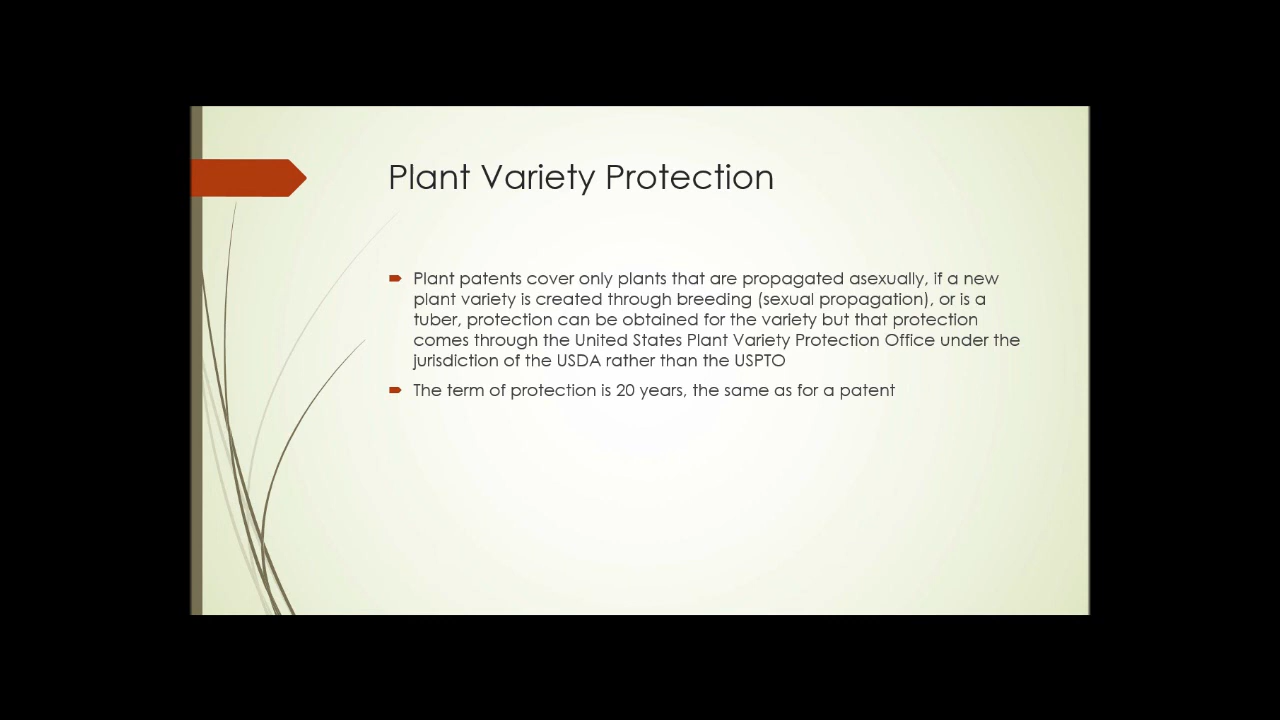 Plant Variety Protection
Plant patents cover only plants that are propagated asexually, if a new
plant variety is created through breeding (sexual propagation), or is a
tuber, protection can be obtained for the variety but that protection
comes through the United States Plant Variety Protection Office under the
jurisdiction of the USDA rather than the USPTO
The term of protection is 20 years, the same as for a patent